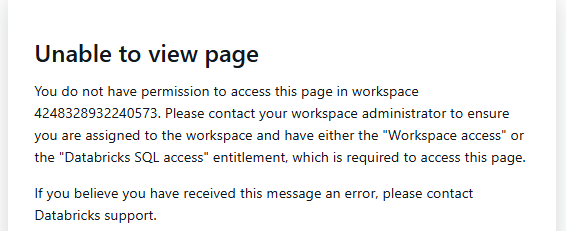 Unable to view page
You do not have permission to access this page in workspace
4248328932240573. Please contact your workspace administrator to ensure
you are assigned to the workspace and have either the "Workspace access" or
the "Databricks SQL access" entitlement, which is required to access this page.
If you believe you have received this message an error, please contact
Databricks support.